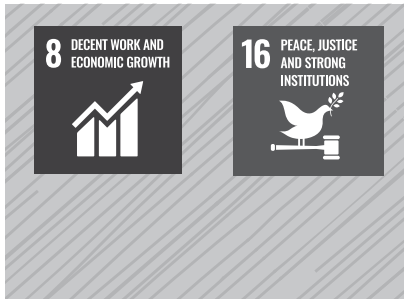 8 DECENT WORK AND
ECONOMIC GROWTH
16 PEACE, JUSTICE
AND STRONG
INSTITUTIONS